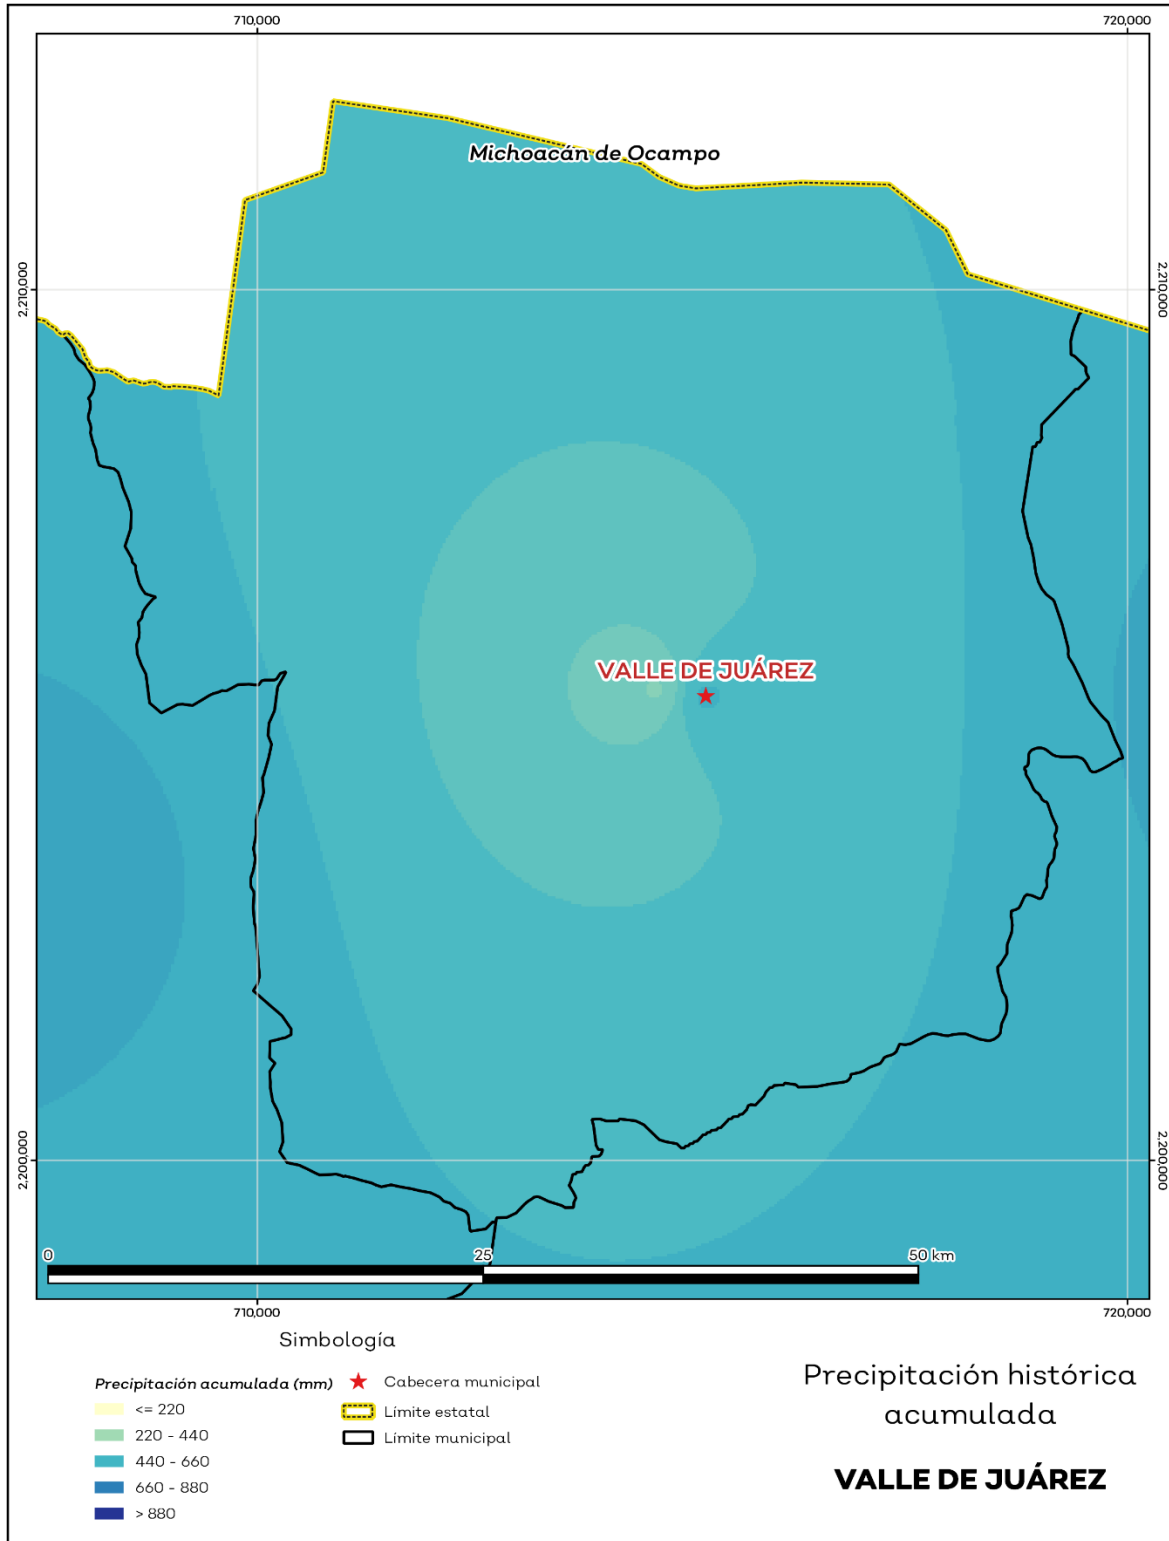 710,000
720,000
Michoacán de Ocampo
2,210,000
2,210,000
VALLE DE JUÁREZ
2,200,000
2,200,000
0
25
50 km
710,000
720,000
Simbología
Precipitación acumulada (mm)
<= 220
220 - 440
440 - 660
660 - 880
> 880
Cabecera municipal
Límite estatal
Límite municipal
Precipitación histórica
acumulada
VALLE DE JUÁREZ